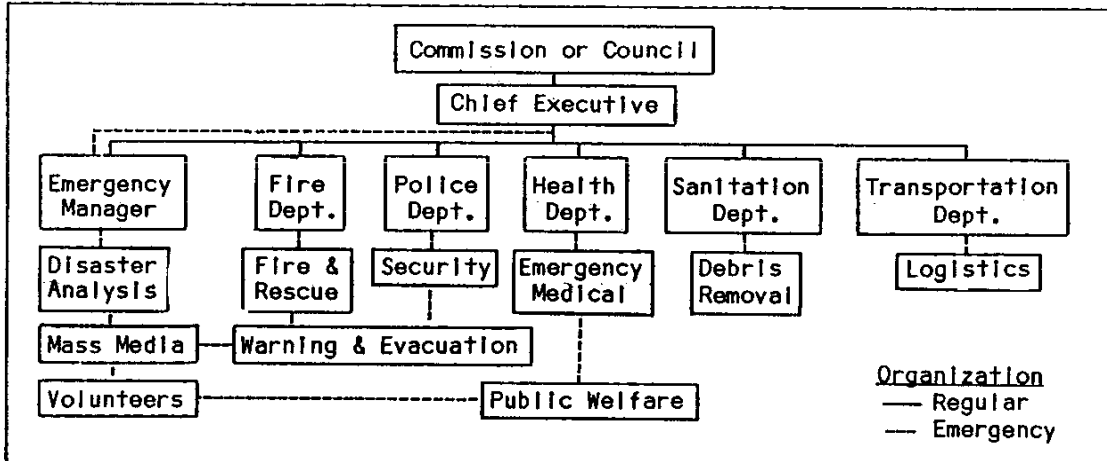 Commission or Council
Chief Executive
Emergency
Manager
Fire
Dept.
Police
Dept.
Health
Dept.
Sanitation
Dept.
Transportation
Dept.
Disaster
Analysis
Fire &
Rescue
Security
Emergency
Medical
Debris
Removal
Logistics
Mass Media
Warning & Evacuation
Volunteers
Public Welfare
Organization
Regular
Emergency